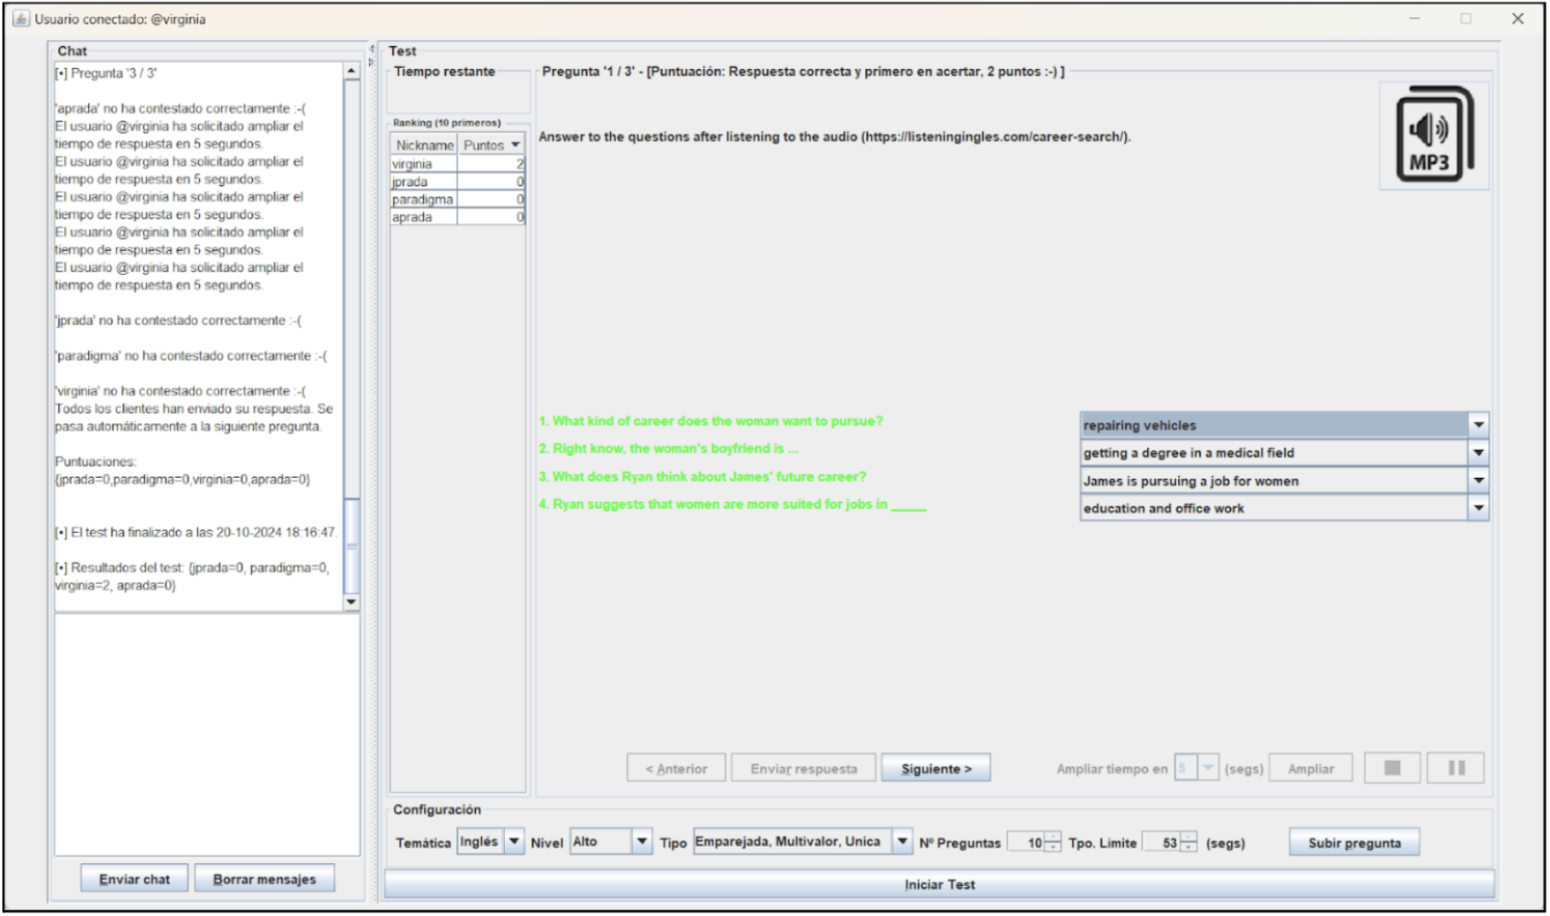 Usuario conectado: @virginia
Chat
[•] Pregunta '3 / 3'
'aprada' no ha contestado correctamente :-(
El usuario @virginia ha solicitado ampliar el
tiempo de respuesta en 5 segundos.
El usuario @virginia ha solicitado ampliar el
tiempo de respuesta en 5 segundos.
El usuario @virginia ha solicitado ampliar el
tiempo de respuesta en 5 segundos.
El usuario @virginia ha solicitado ampliar el
tiempo de respuesta en 5 segundos.
El usuario @virginia ha solicitado ampliar el
tiempo de respuesta en 5 segundos.
'jprada' no ha contestado correctamente :-(
'paradigma' no ha contestado correctamente :-(
'virginia' no ha contestado correctamente :-(
Todos los clientes han enviado su respuesta. Se
pasa automáticamente a la siguiente pregunta.
Puntuaciones:
{jprada=0,paradigma=0,virginia=0,aprada=0}
[•] El test ha finalizado a las 20-10-2024 18:16:47.
[•] Resultados del test: {jprada=0, paradigma=0,
virginia=2, aprada=0}
Enviar chat
Borrar mensajes
Test
Tiempo restante
Ranking (10 primeros)
Nickname Puntos
virginia 2
jprada 0
paradigma 0
aprada 0
Pregunta '1 / 3' - [Puntuación: Respuesta correcta y primero en acertar, 2 puntos :-) ]
Answer to the questions after listening to the audio (https://listeningingles.com/career-search/).
MP3
1. What kind of career does the woman want to pursue?
repairing vehicles
2. Right know, the woman's boyfriend is ...
getting a degree in a medical field
3. What does Ryan think about James' future career?
James is pursuing a job for women
4. Ryan suggests that women are more suited for jobs in _____
education and office work
< Anterior
Enviar respuesta
Siguiente >
Ampliar tiempo en 5 (segs)
Ampliar
Configuración
Temática Inglés Nivel Alto Tipo Emparejada, Multivalor, Unica Nº Preguntas 10 Tpo. Limite 53 (segs)
Subir pregunta
Iniciar Test